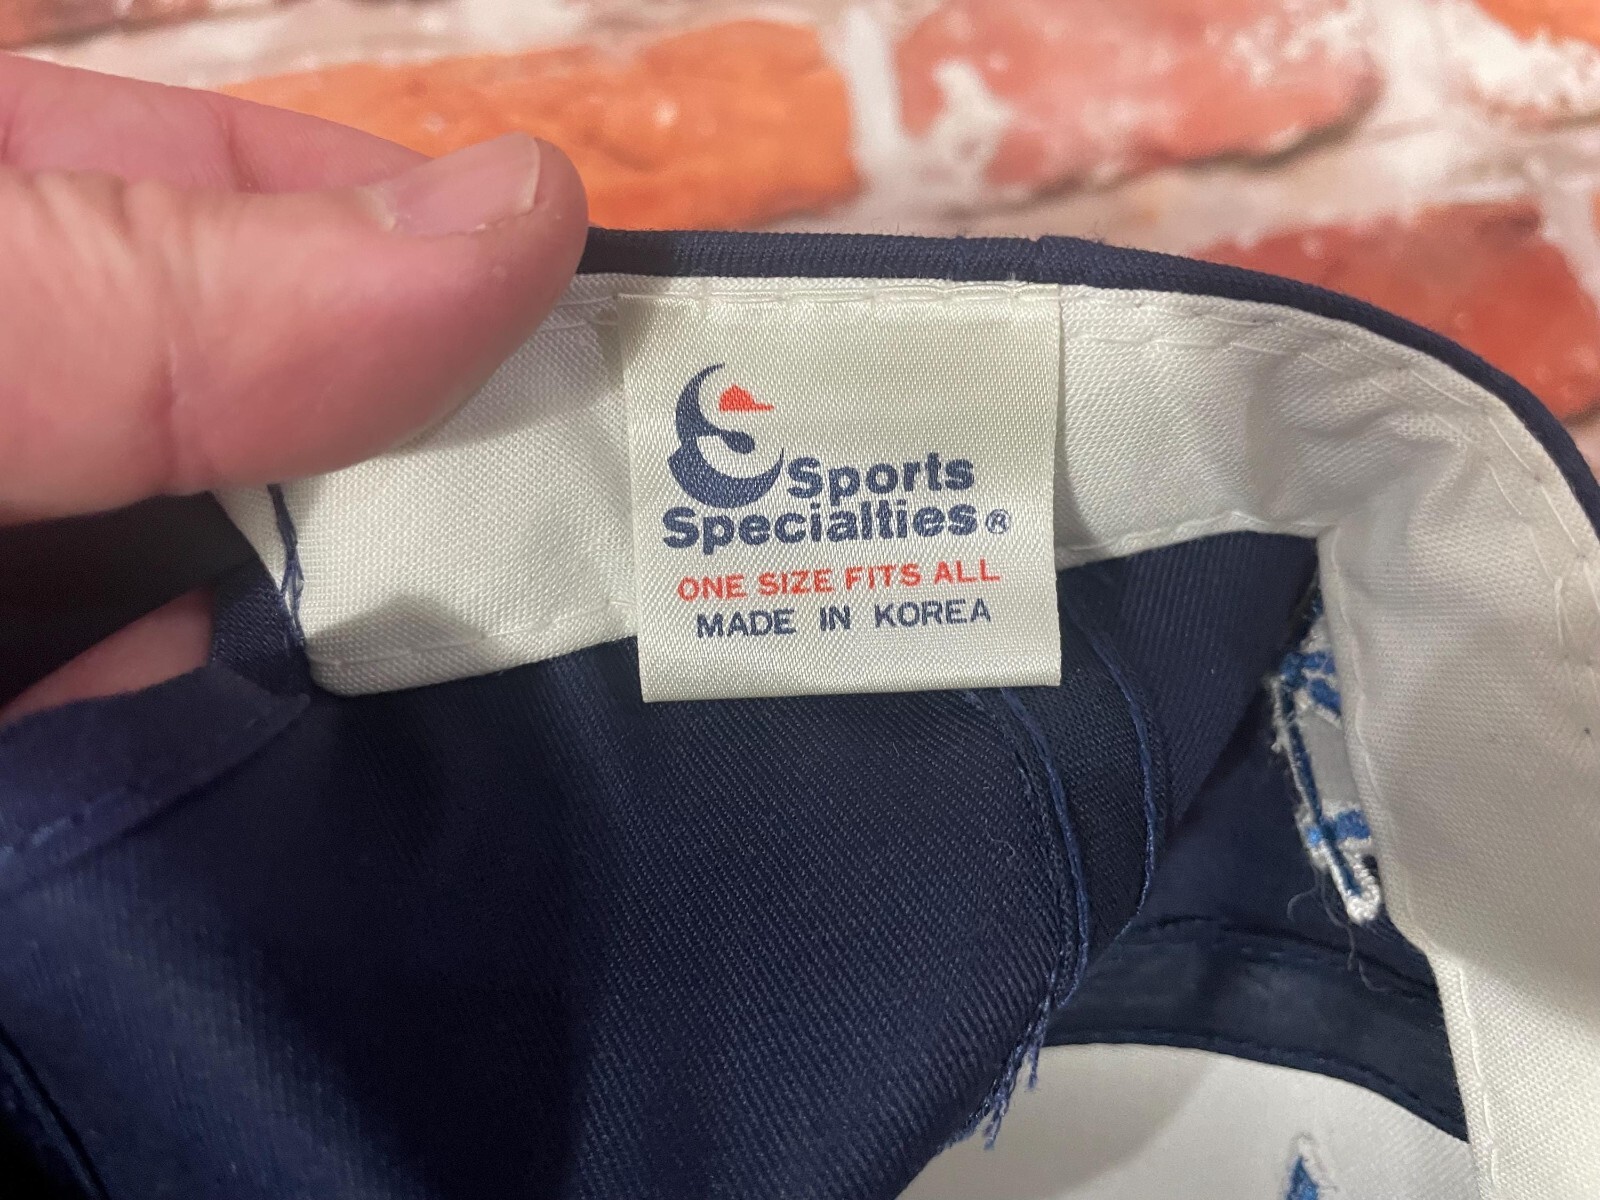 Sports
Specialties®
ONE SIZE FITS ALL
MADE IN KOREA